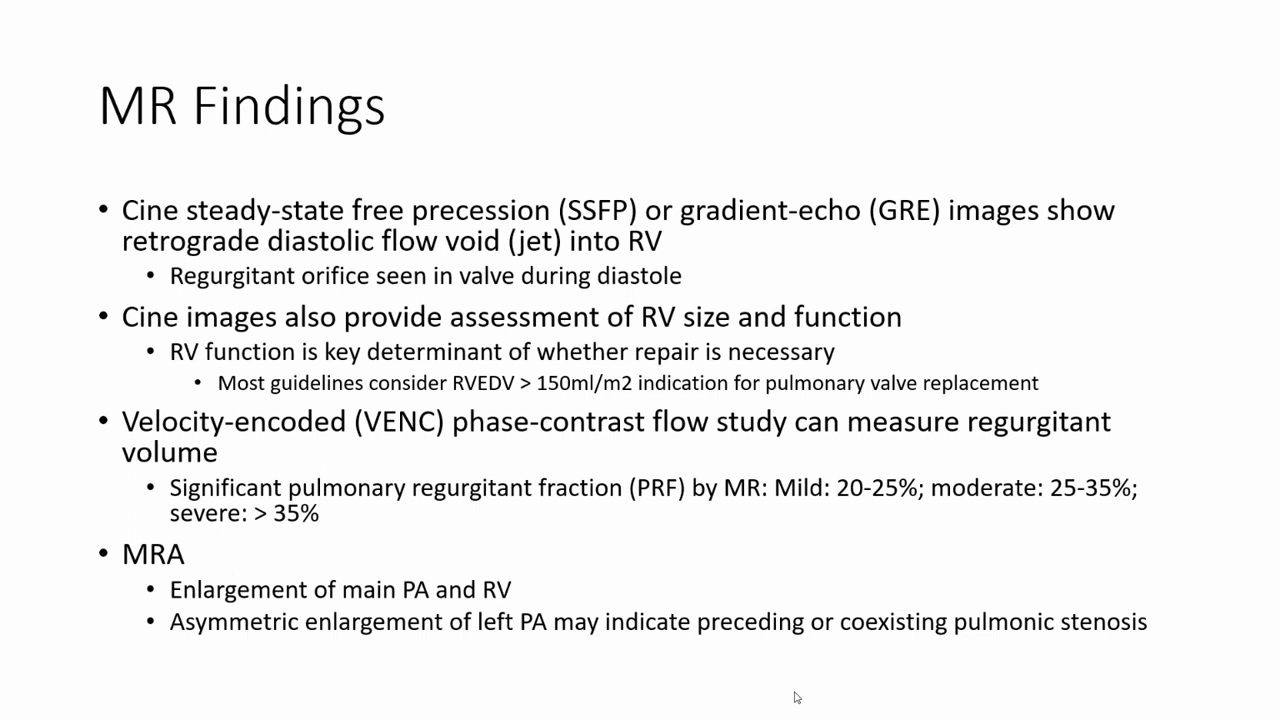 MR Findings
• Cine steady-state free precession (SSFP) or gradient-echo (GRE) images show
retrograde diastolic flow void (jet) into RV
• Regurgitant orifice seen in valve during diastole
• Cine images also provide assessment of RV size and function
• RV function is key determinant of whether repair is necessary
• Most guidelines consider RVEDV > 150ml/m2 indication for pulmonary valve replacement
• Velocity-encoded (VENC) phase-contrast flow study can measure regurgitant
volume
• Significant pulmonary regurgitant fraction (PRF) by MR: Mild: 20-25%; moderate: 25-35%;
severe: > 35%
• MRA
• Enlargement of main PA and RV
• Asymmetric enlargement of left PA may indicate preceding or coexisting pulmonic stenosis